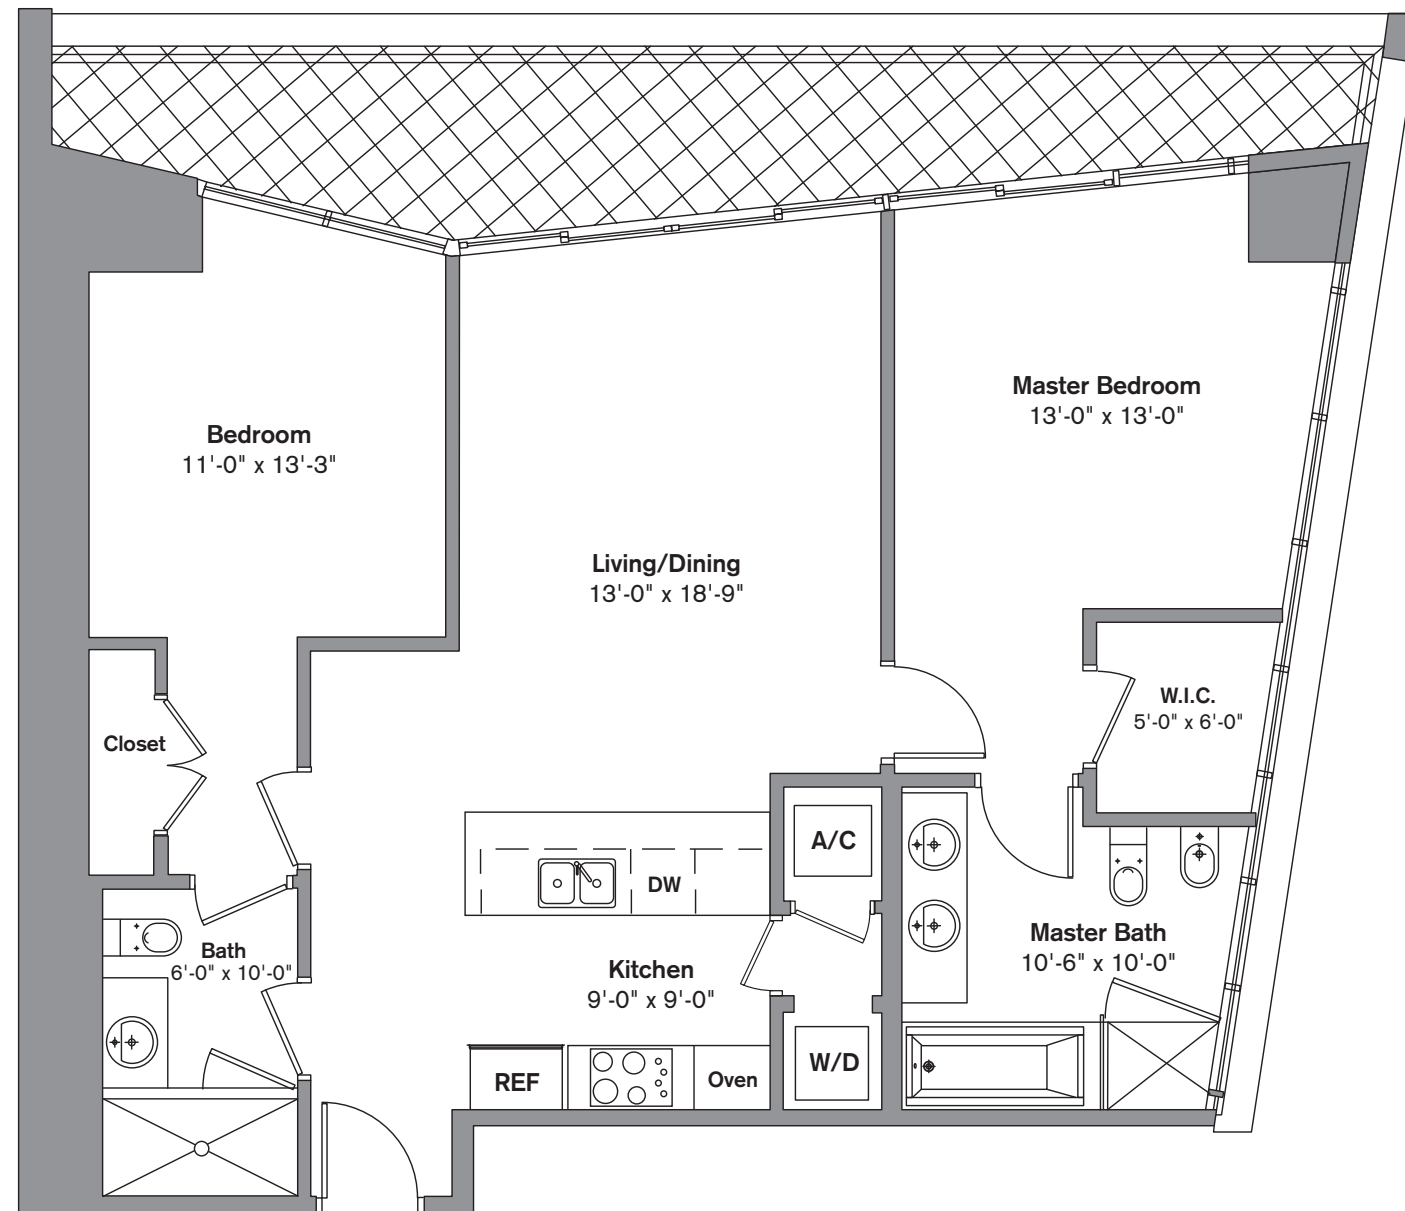 Master Bedroom
13'-0" x 13'-0"
Bedroom
11'-0" x 13'-3"
Living/Dining
13'-0" x 18'-9"
W.I.C.
5'-0" x 6'-0"
Closet
A/C
DW
Master Bath
10'-6" x 10'-0"
Bath
6'-0" x 10'-0"
Kitchen
9'-0" x 9'-0"
W/D
REF
Oven